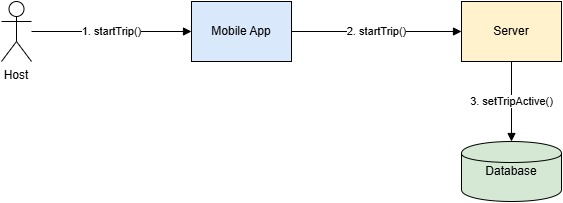 1. startTrip()
Mobile App
2. startTrip()
Server
Host
3. setTripActive()
Database